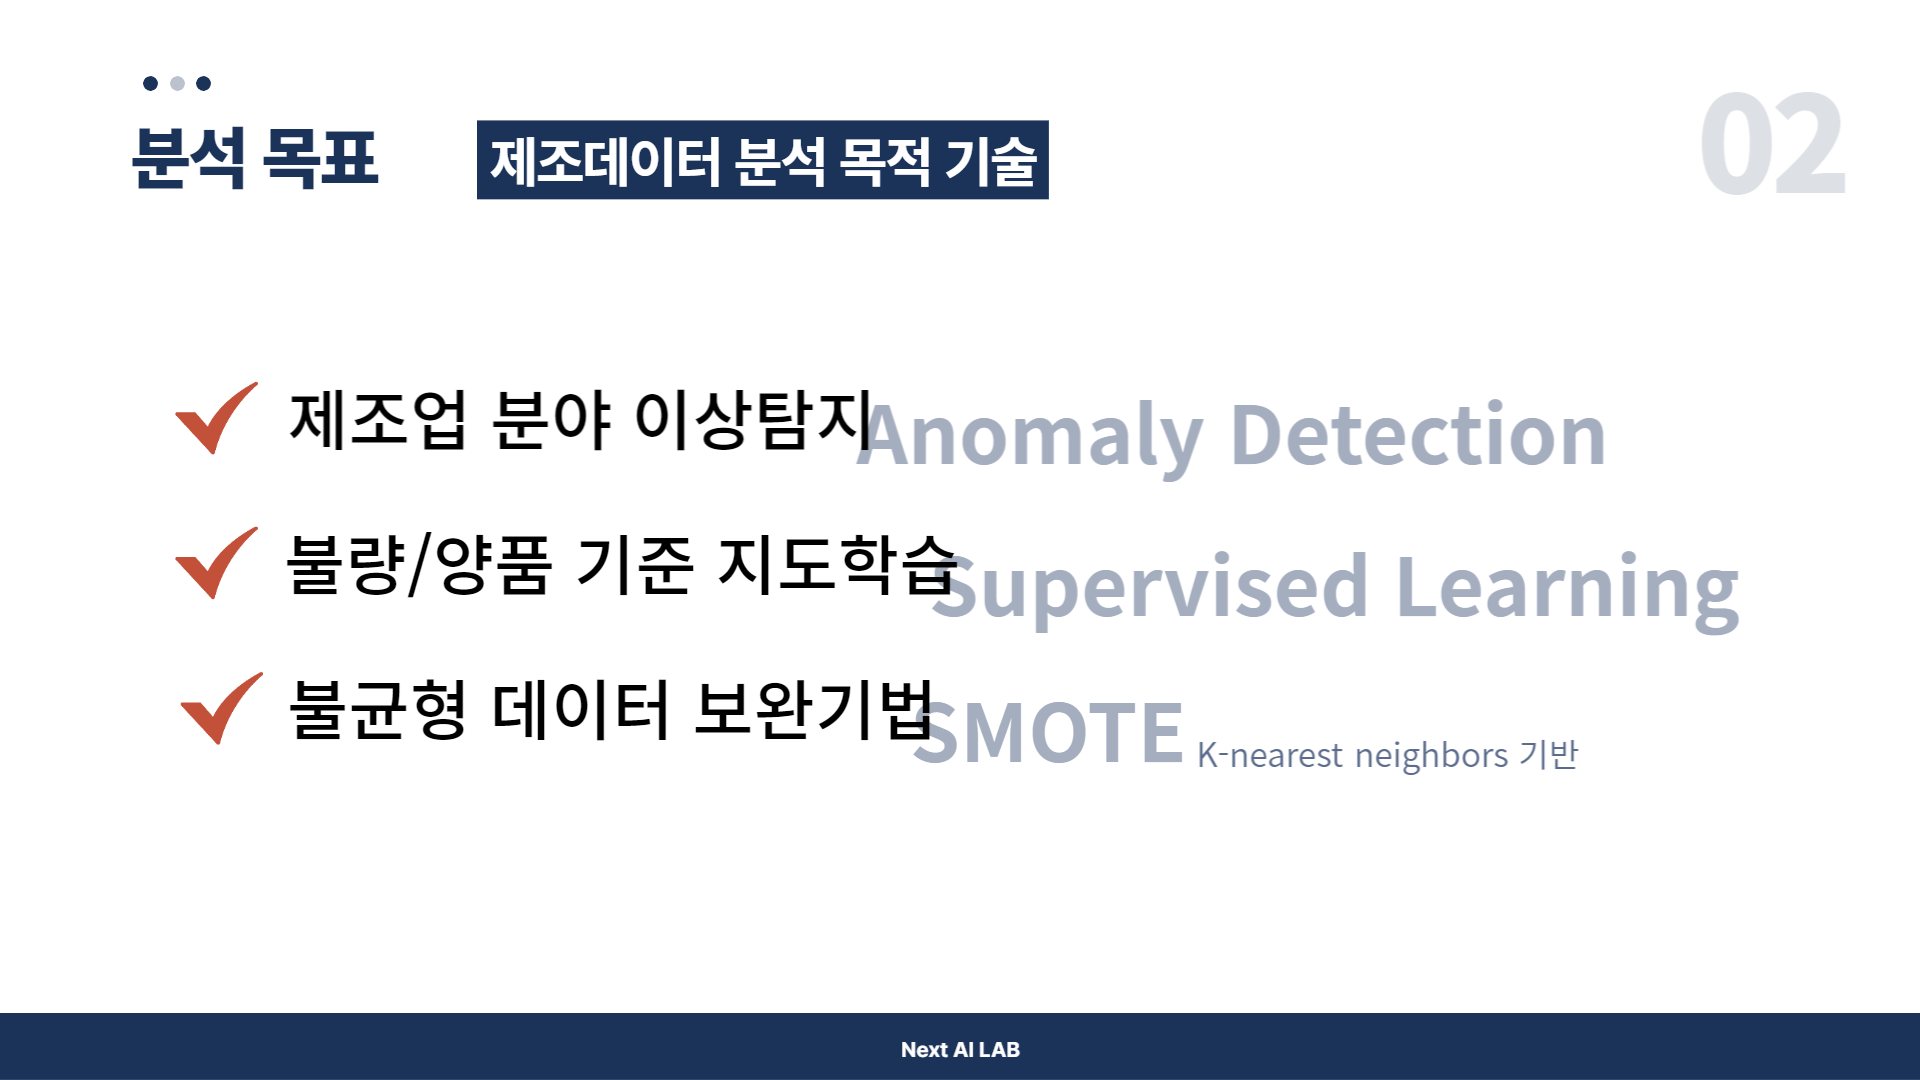 분석 목표
제조데이터 분석 목적 기술
02
제조업 분야 이상탐지 Anomaly Detection
불량/양품 기준 지도학습 Supervised Learning
불균형 데이터 보완기법 SMOTE K-nearest neighbors 기반
Next AI LAB